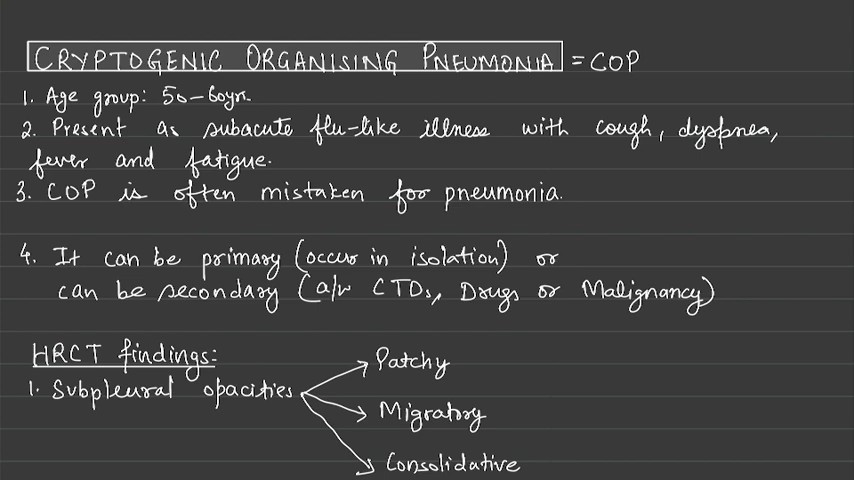 CRYPTOGENIC ORGANISING PNEUMONIA = COP
1. Age group: 50-60yrs.
2. Present as subacute flu-like illness with cough, dyspnea,
fever and fatigue.
3. COP is often mistaken for pneumonia.
4. It can be primary (occur in isolation) or
can be secondary (a/w CTDs, Drugs or Malignancy)
HRCT findings:
1. Subpleural opacities
Patchy
Migratory
Consolidative